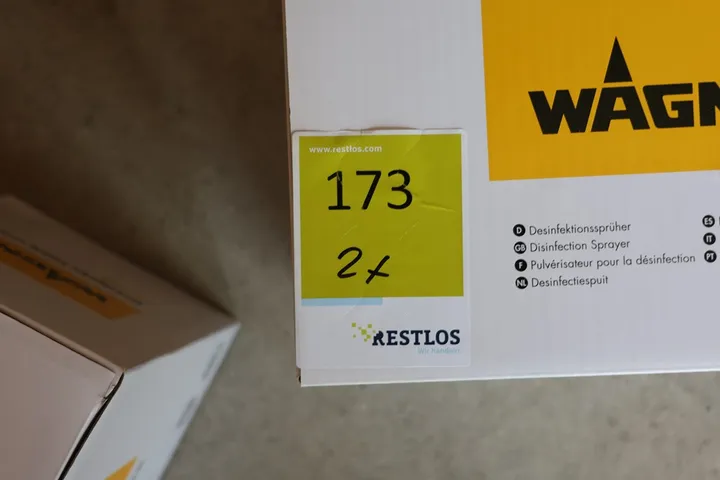 www.restlos.com
173
2x
RESTLOS
WAGN
D Desinfektionssprüher
GB Disinfection Sprayer
F Pulvérisateur pour la désinfection
NL Desinfectiespuit
ES
IT
PT